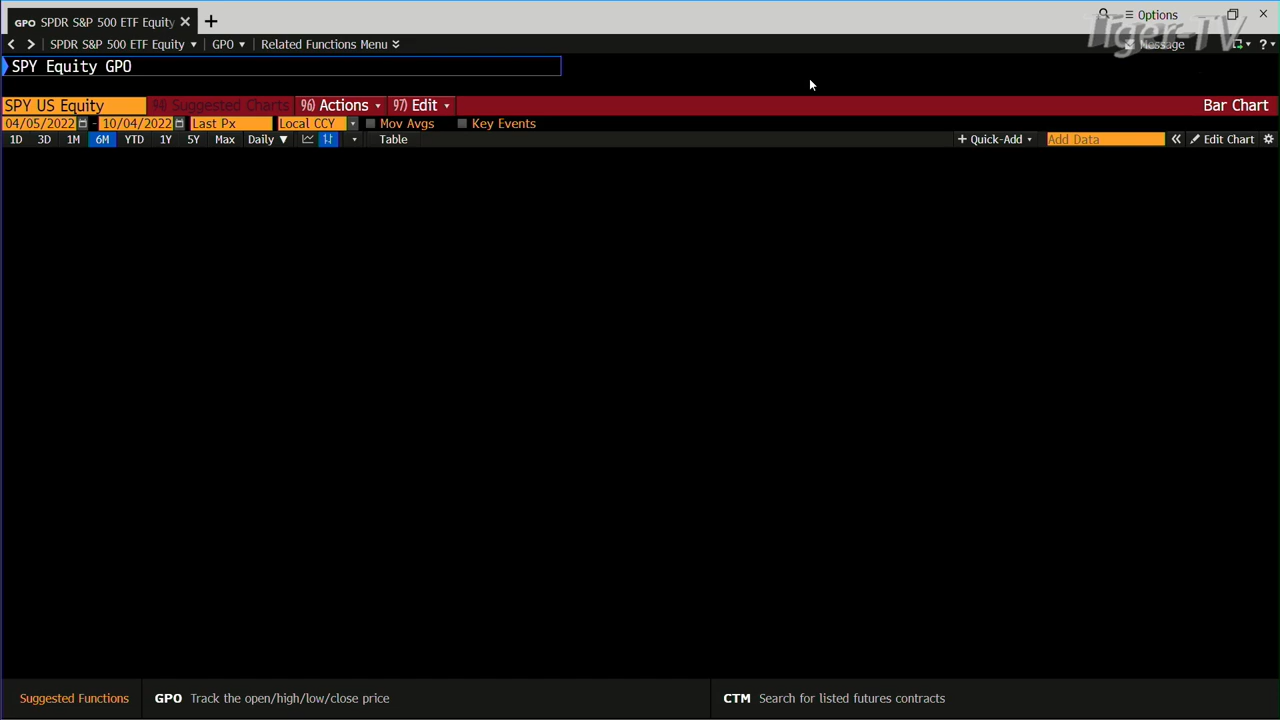 GPO SPDR S&P 500 ETF Equity
Options
SPDR S&P 500 ETF Equity GPO Related Functions Menu Message ?
Tiger-TV
SPY Equity GPO
SPY US Equity 94) Suggested Charts 96) Actions 97) Edit Bar Chart
04/05/2022 - 10/04/2022 Last Px Local CCY Mov Avgs Key Events
1D 3D 1M 6M YTD 1Y 5Y Max Daily ▼ Table + Quick-Add Add Data « Edit Chart
Suggested Functions GPO Track the open/high/low/close price CTM Search for listed futures contracts